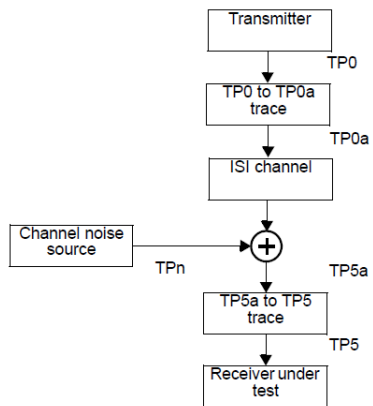 Transmitter
TP0
TP0 to TP0a
trace
TP0a
ISI channel
Channel noise
source
TPn
TP5a
TP5a to TP5
trace
TP5
Receiver under
test